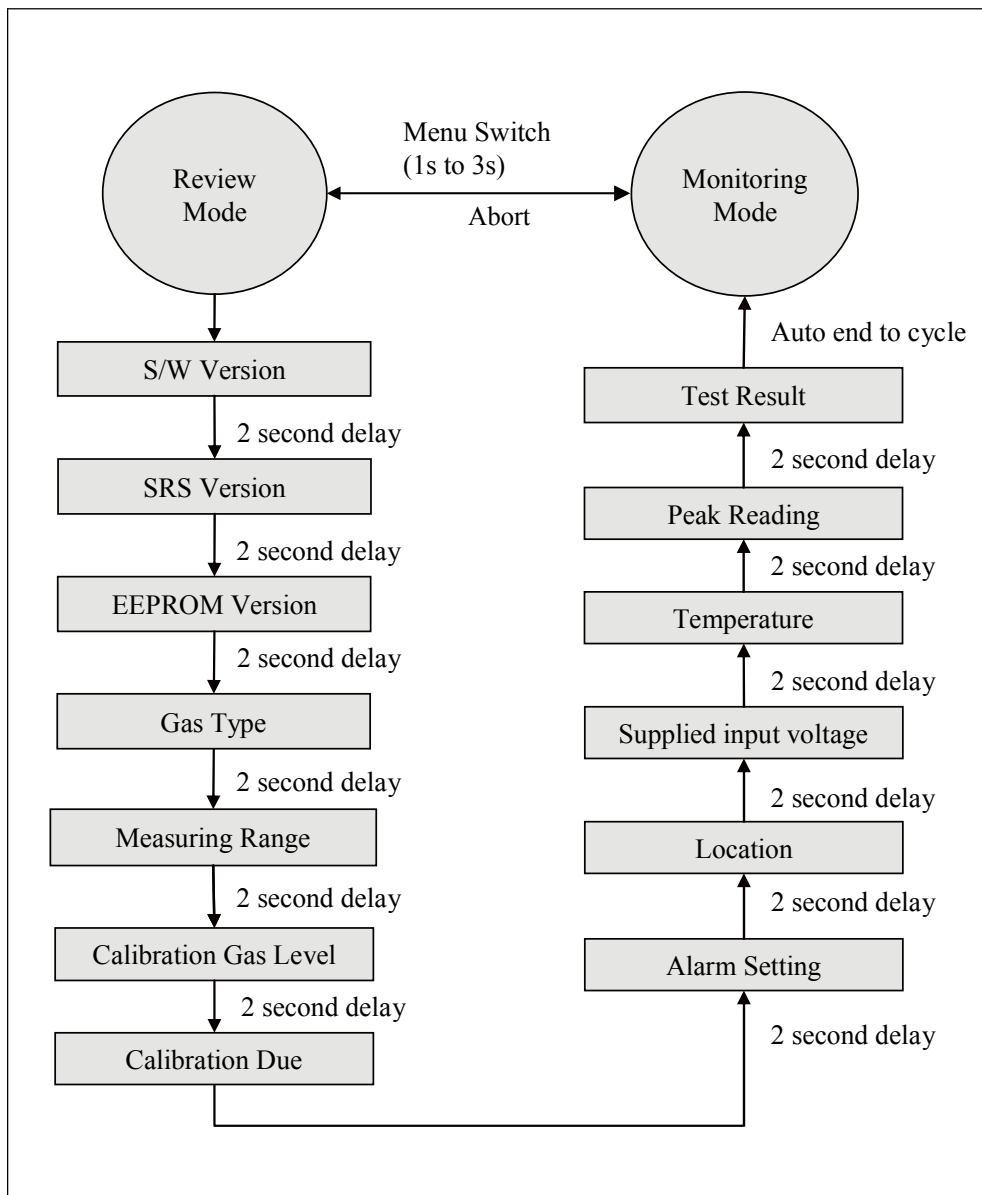 Review
Mode
Menu Switch
(1s to 3s)
Abort
Monitoring
Mode
S/W Version
2 second delay
SRS Version
2 second delay
EEPROM Version
2 second delay
Gas Type
2 second delay
Measuring Range
2 second delay
Calibration Gas Level
2 second delay
Calibration Due
2 second delay
Alarm Setting
2 second delay
Location
2 second delay
Supplied input voltage
2 second delay
Temperature
2 second delay
Peak Reading
2 second delay
Test Result
Auto end to cycle